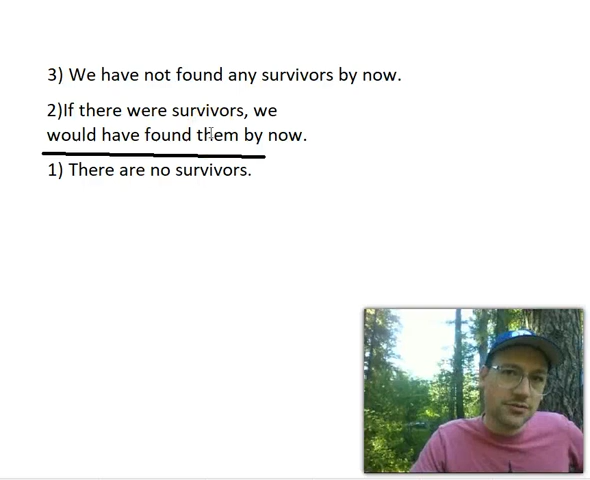 3) We have not found any survivors by now.
2)If there were survivors, we
would have found them by now.
1) There are no survivors.